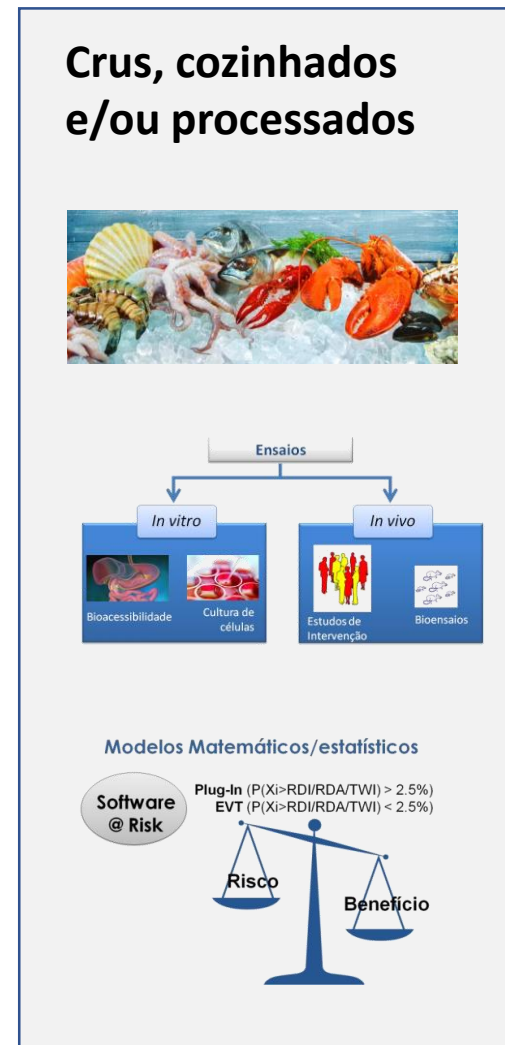 Crus, cozinhados
e/ou processados
Ensaios
In vitro
In vivo
Bioacessibilidade
Cultura de
células
Estudos de
Intervenção
Bioensaios
Modelos Matemáticos/estatísticos
Software
@ Risk
Plug-In (P(Xi>RDI/RDA/TWI) > 2.5%)
EVT (P(Xi>RDI/RDA/TWI) < 2.5%)
Risco
Benefício